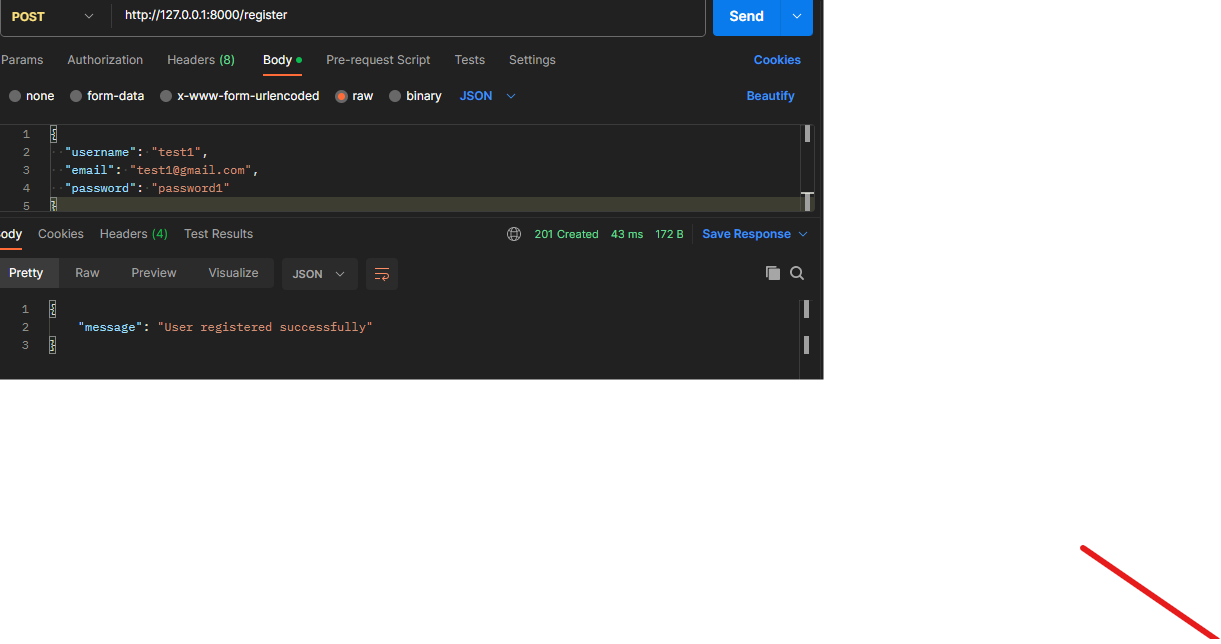 POST http://127.0.0.1:8000/register Send
Params Authorization Headers (8) Body Pre-request Script Tests Settings Cookies
none form-data x-www-form-urlencoded raw binary JSON Beautify
1 {
2 "username": "test1",
3 "email": "test1@gmail.com",
4 "password": "password1"
5 }
ody Cookies Headers (4) Test Results 201 Created 43 ms 172 B Save Response
Pretty Raw Preview Visualize JSON
1 {
2 "message": "User registered successfully"
3 }